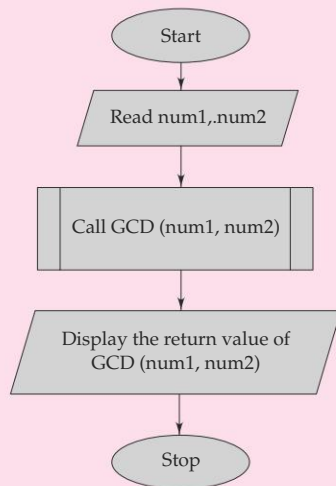 Start
Read num1,.num2
Call GCD (num1, num2)
Display the return value of
GCD (num1, num2)
Stop